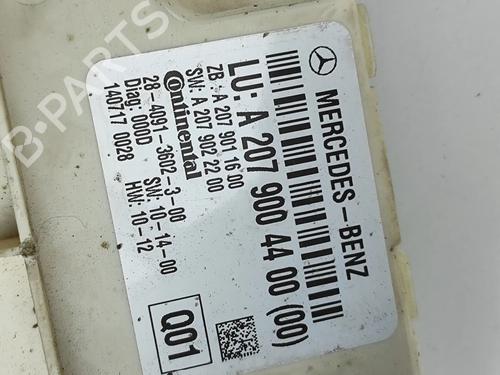 MERCEDES-BENZ
LU: A 207 900 44 00 (00)
ZB: A 207 901 16 00
SW: A 207 902 22 00
Continental
28-4091-3602-3-00
SW: 10-14-00
Diag: 000D
HW: 10-12
140717 0028
Q01
B-PARTS